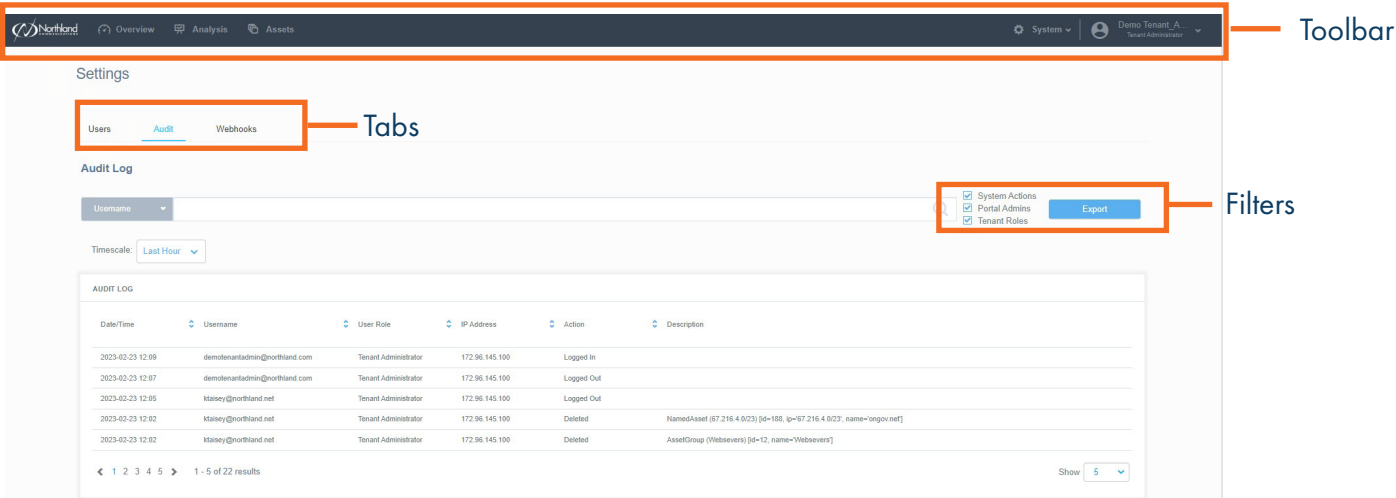 Northland
COMMUNICATIONS
Overview
Analysis
Assets
System
Demo Tenant_A...
Tenant Administrator
Toolbar
Settings
Users
Audit
Webhooks
Tabs
Audit Log
Username
System Actions
Portal Admins
Tenant Roles
Export
Filters
Timescale: Last Hour
AUDIT LOG
Date/Time Username User Role IP Address Action Description
2023-02-23 12:09 demotenantadmin@northland.com Tenant Administrator 172.96.145.100 Logged In
2023-02-23 12:07 demotenantadmin@northland.com Tenant Administrator 172.96.145.100 Logged Out
2023-02-23 12:05 ktaisey@northland.net Tenant Administrator 172.96.145.100 Logged Out
2023-02-23 12:02 ktaisey@northland.net Tenant Administrator 172.96.145.100 Deleted NamedAsset (67.216.4.0/23) [id=188, ip='67.216.4.0/23', name='ongov.net']
2023-02-23 12:02 ktaisey@northland.net Tenant Administrator 172.96.145.100 Deleted AssetGroup (Websevers) [id=12, name='Websevers']
1 2 3 4 5 1 - 5 of 22 results
Show 5